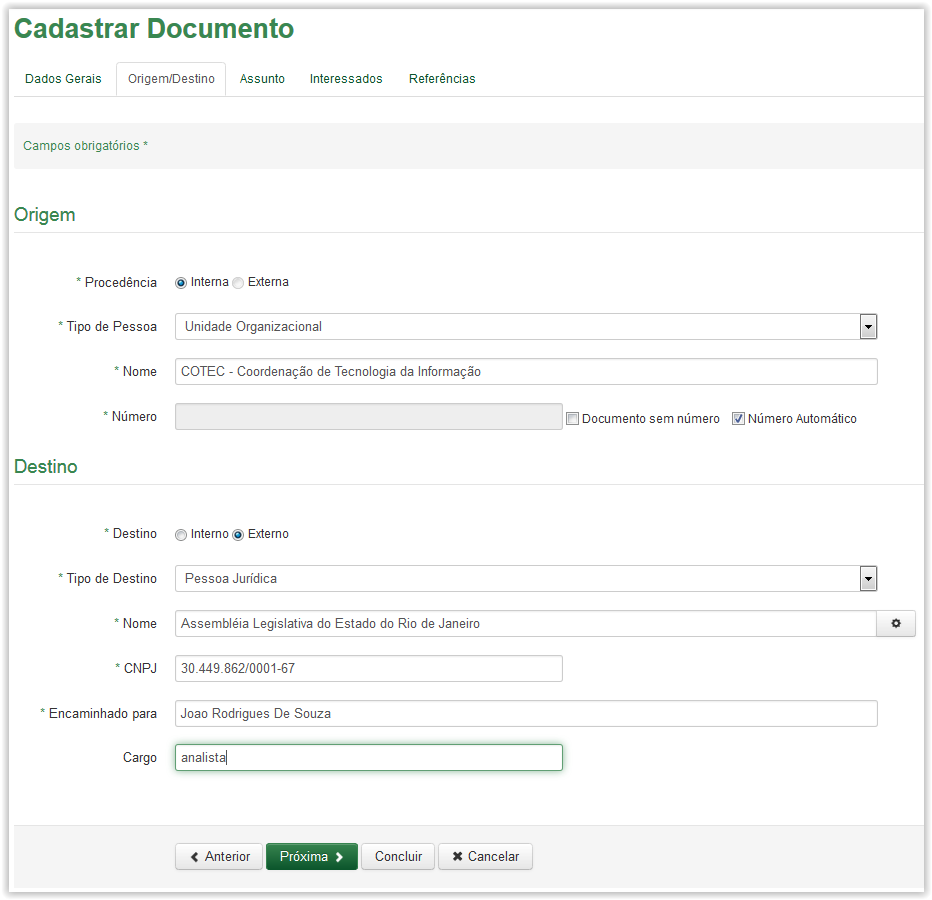 Cadastrar Documento
Dados Gerais Origem/Destino Assunto Interessados Referências
Campos obrigatórios *
Origem
* Procedência Interna Externa
* Tipo de Pessoa Unidade Organizacional
* Nome COTEC - Coordenação de Tecnologia da Informação
* Número Documento sem número Número Automático
Destino
* Destino Interno Externo
* Tipo de Destino Pessoa Jurídica
* Nome Assembléia Legislativa do Estado do Rio de Janeiro
* CNPJ 30.449.862/0001-67
* Encaminhado para Joao Rodrigues De Souza
Cargo analista
Anterior Próxima Concluir Cancelar